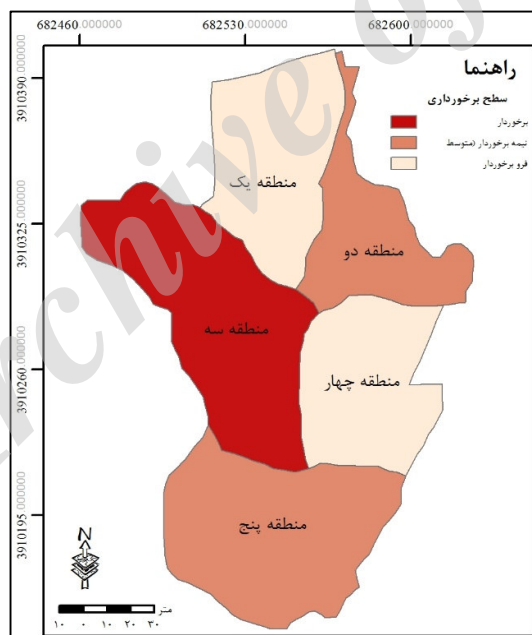 682460.000000 682530.000000 682600.000000
3910390.000000
3910325.000000
3910260.000000
3910195.000000
راهنما
سطح برخورداری
برخوردار
نیمه برخوردار (متوسط
فرو برخوردار
منطقه یک
منطقه دو
منطقه سه
منطقه چهار
منطقه پنج
N
متر
۱۰ ۰ ۱۰ ۲۰ ۳۰
Archive of